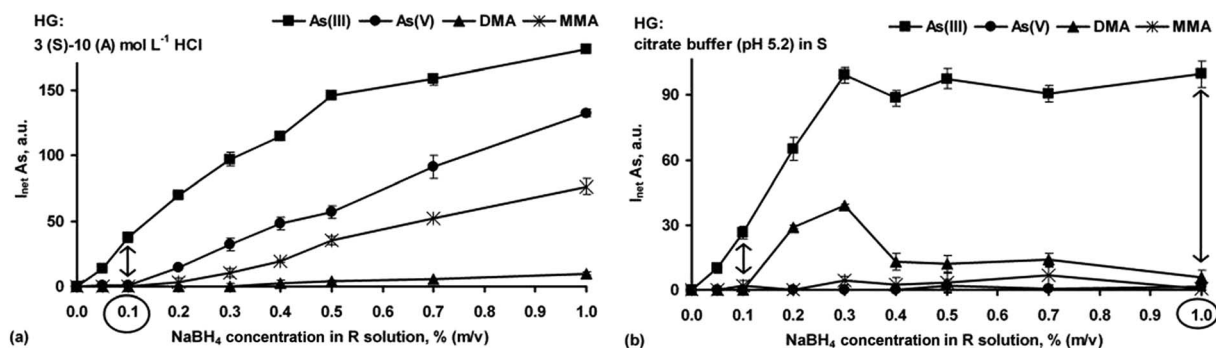 HG:
3 (S)-10 (A) mol L⁻¹ HCl
As(III) As(V) DMA MMA
I_net As, a.u.
150
100
50
0
0.0 0.1 0.2 0.3 0.4 0.5 0.6 0.7 0.8 0.9 1.0
(a) NaBH₄ concentration in R solution, % (m/v)
HG:
citrate buffer (pH 5.2) in S
As(III) As(V) DMA MMA
I_net As, a.u.
90
60
30
0
0.0 0.1 0.2 0.3 0.4 0.5 0.6 0.7 0.8 0.9 1.0
(b) NaBH₄ concentration in R solution, % (m/v)